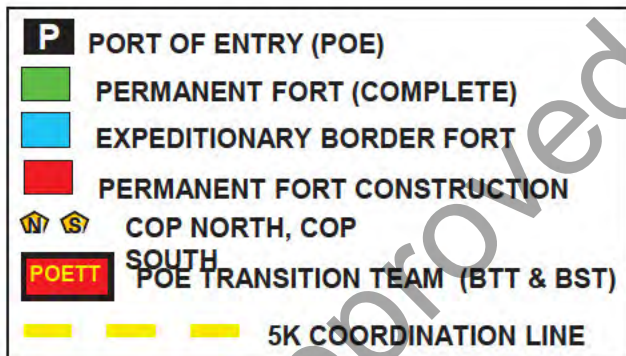 P PORT OF ENTRY (POE)
PERMANENT FORT (COMPLETE)
EXPEDITIONARY BORDER FORT
PERMANENT FORT CONSTRUCTION
N S COP NORTH, COP
SOUTH
POETT POE TRANSITION TEAM (BTT & BST)
5K COORDINATION LINE
pproved